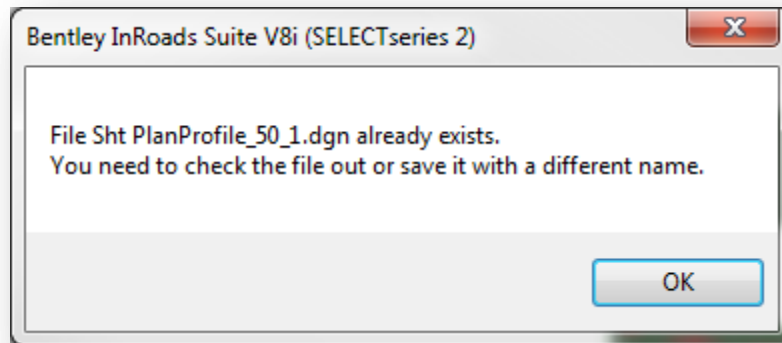 Bentley InRoads Suite V8i (SELECTseries 2)
File Sht PlanProfile_50_1.dgn already exists.
You need to check the file out or save it with a different name.
OK